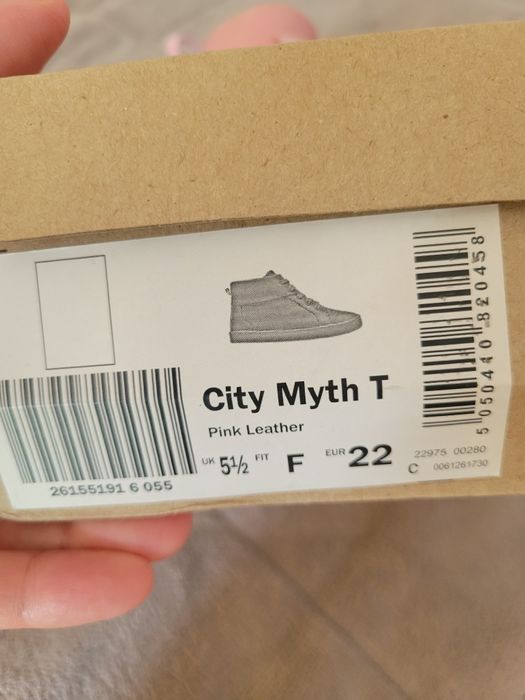 City Myth T
Pink Leather
UK 5½ FIT F EUR 22
22975 00280
C 0061261730
26155191 6 055
5 050440 820458